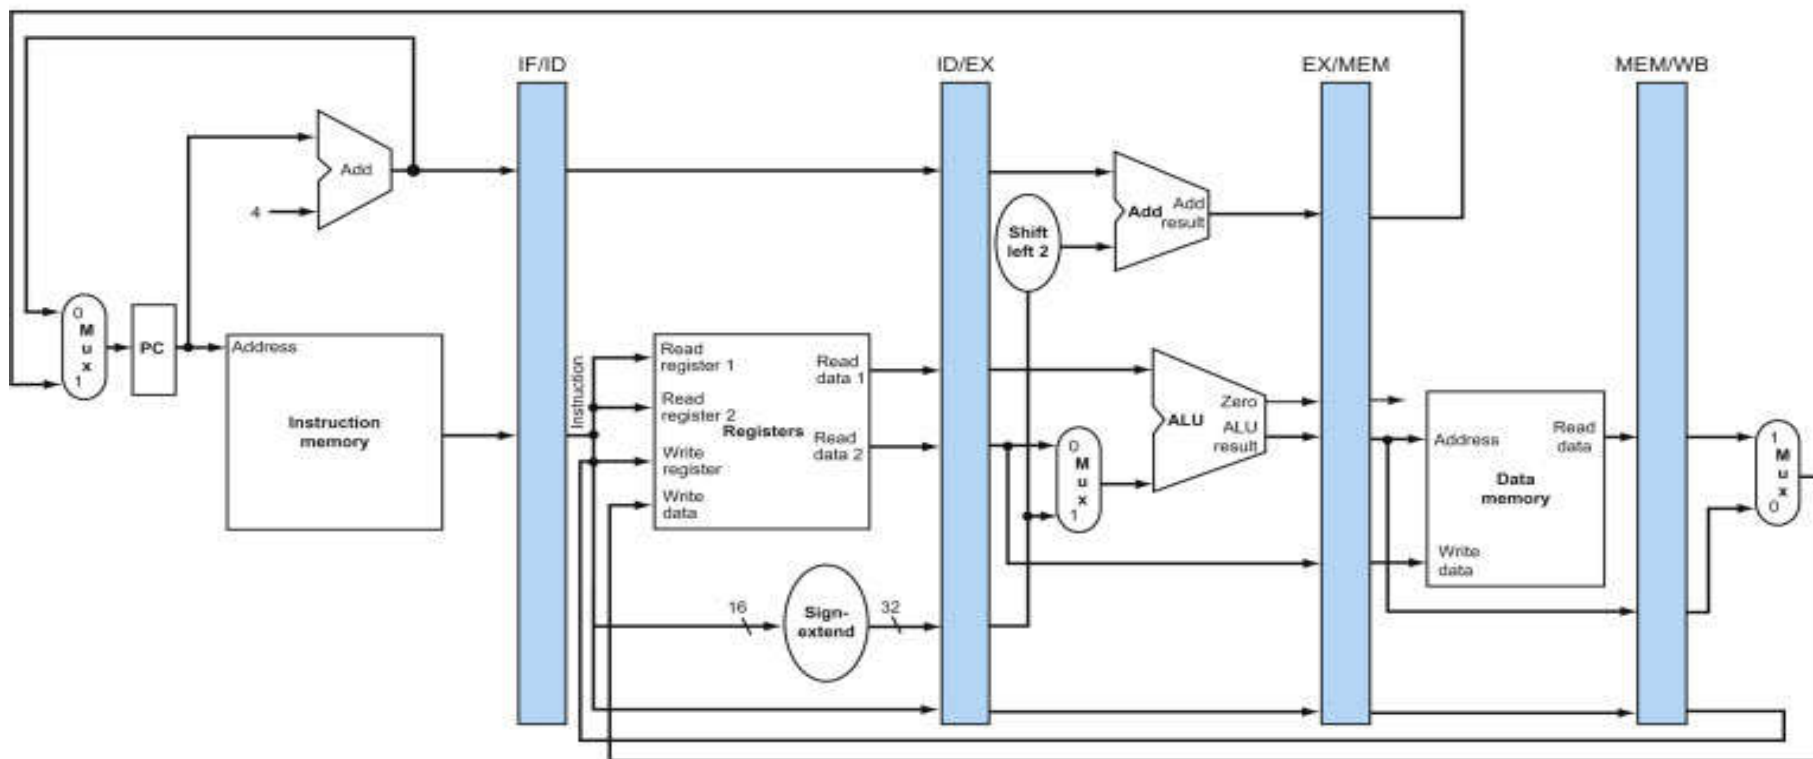 IF/ID
ID/EX
EX/MEM
MEM/WB
Add
4
Shift
left 2
Add
Add
result
0
M
u
x
1
PC
Address
Instruction
memory
Instruction
Read
register 1
Read
register 2
Write
register
Write
data
Registers
Read
data 1
Read
data 2
16
Sign-
extend
32
0
M
u
x
1
ALU
Zero
ALU
result
Address
Write
data
Data
memory
Read
data
1
M
u
x
0